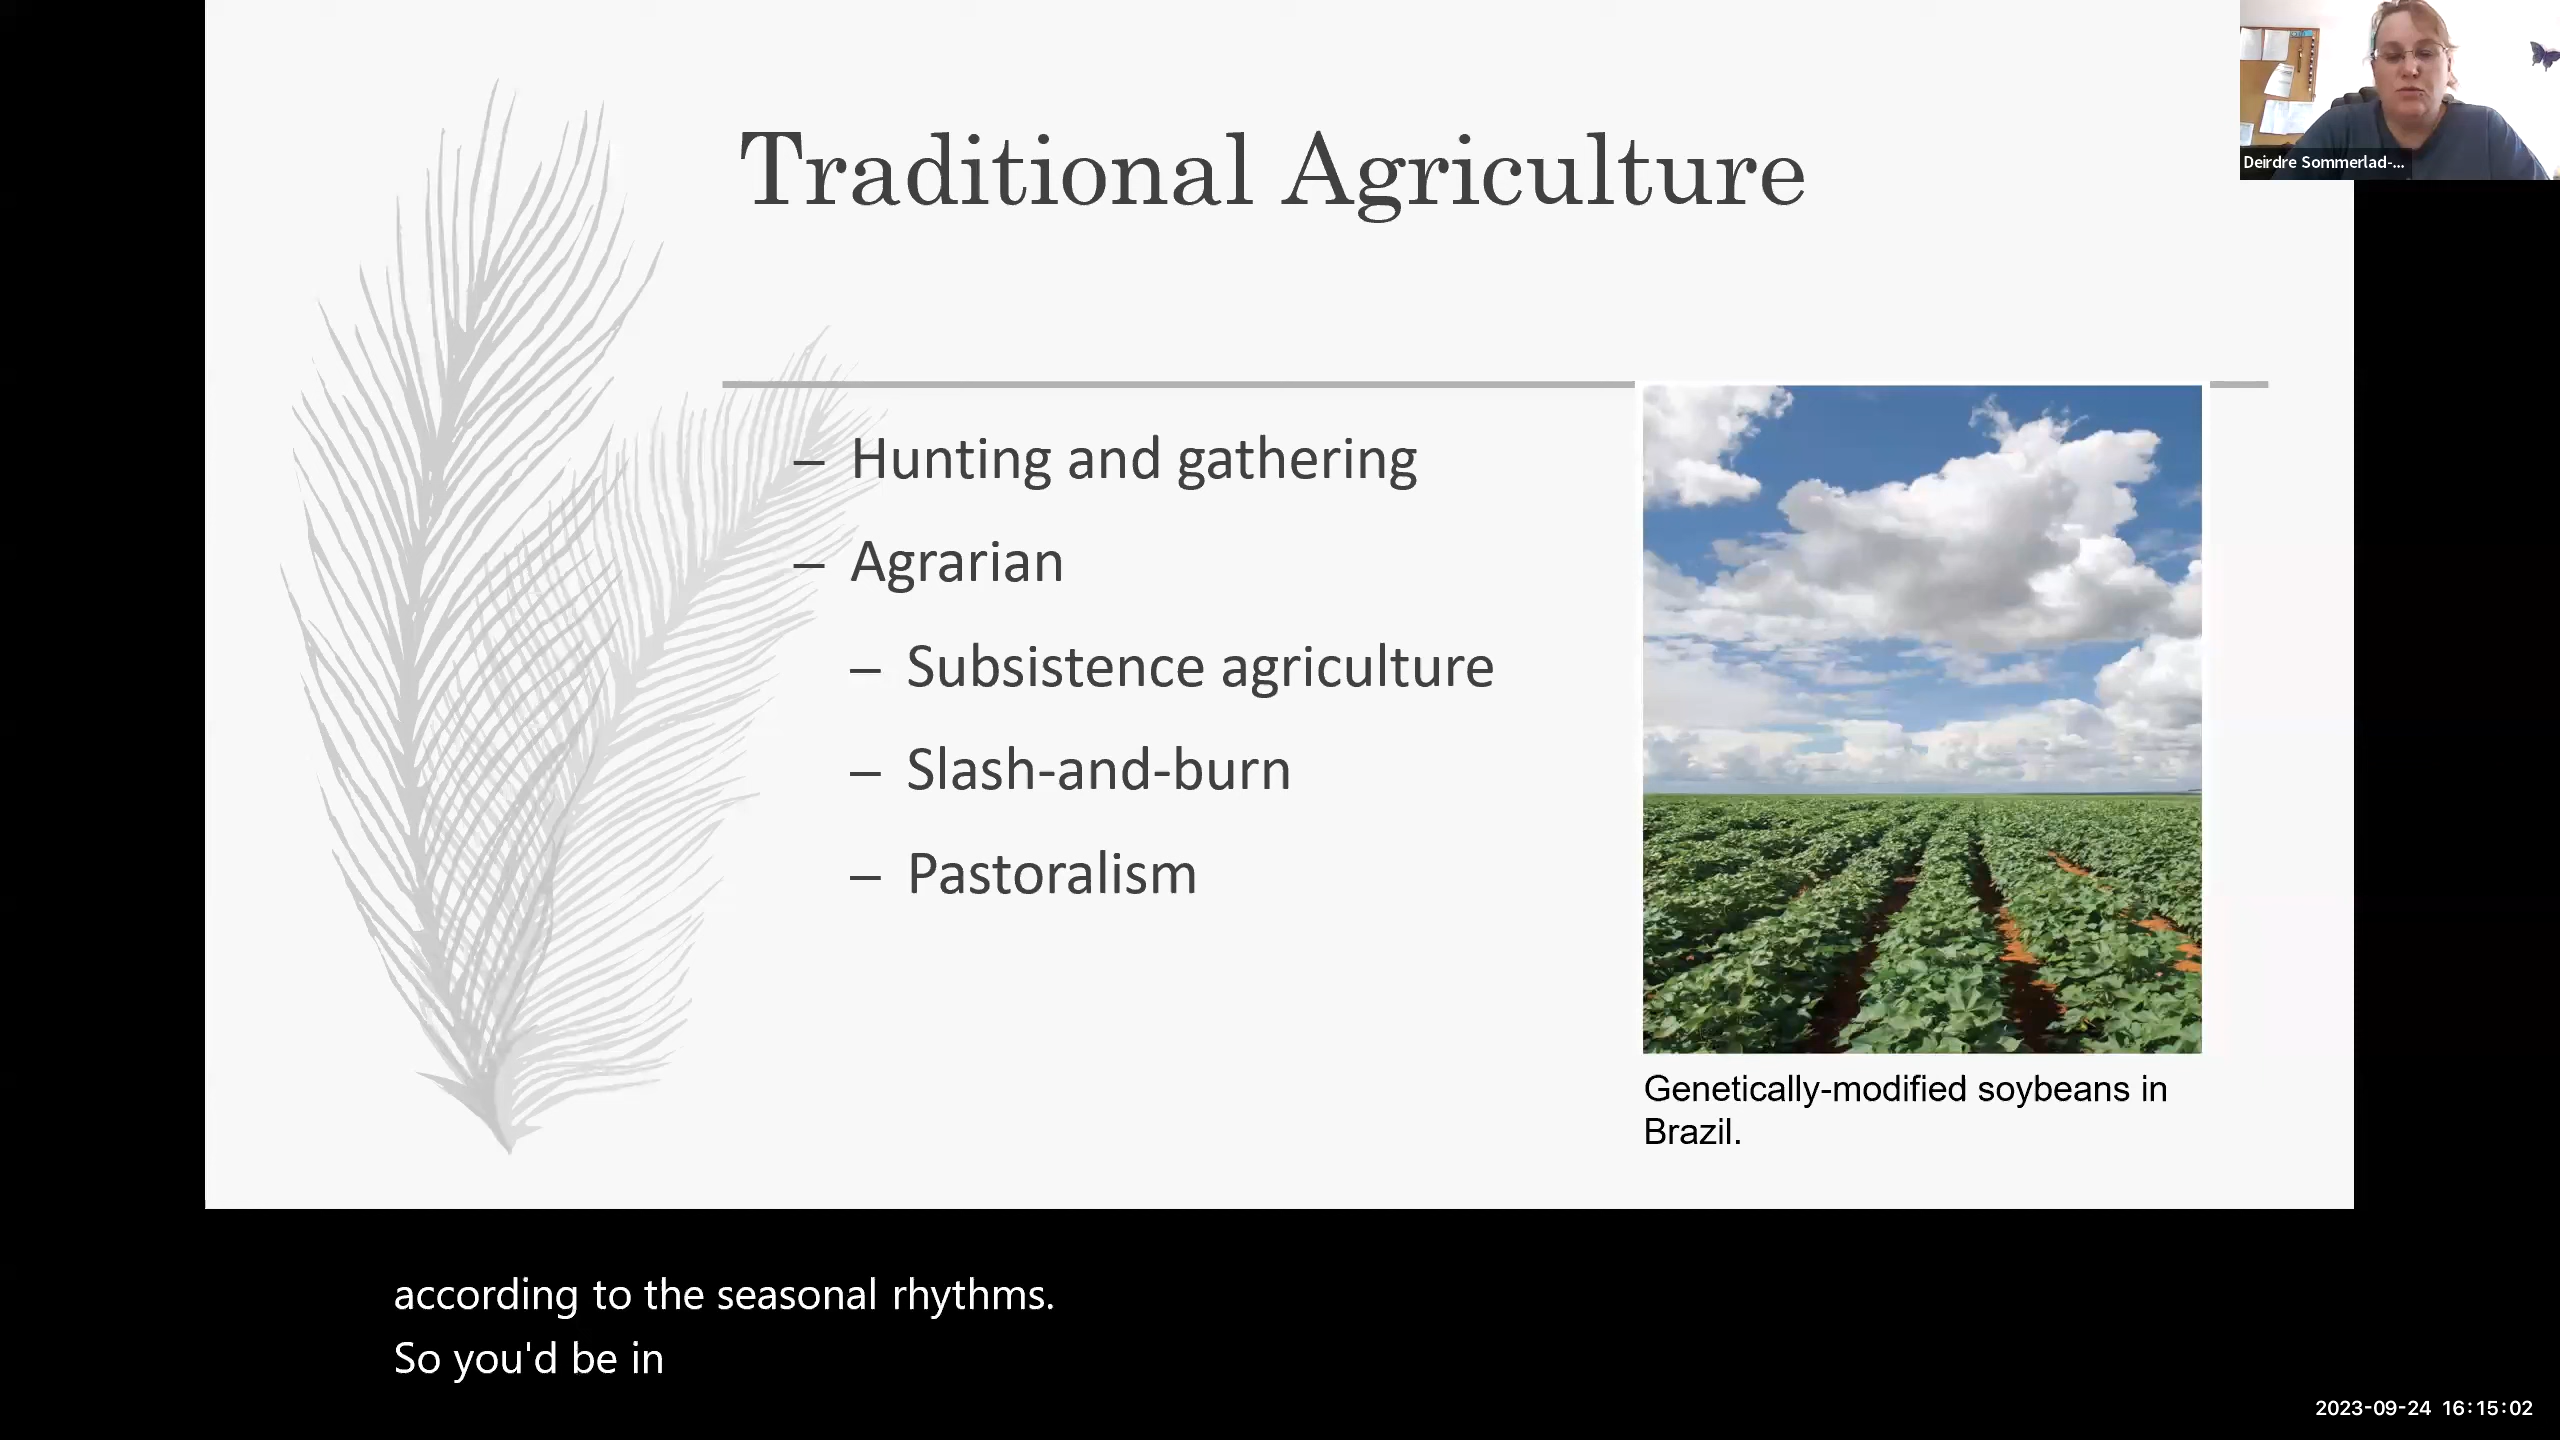 Deirdre Sommerlad-...
Traditional Agriculture
– Hunting and gathering
– Agrarian
– Subsistence agriculture
– Slash-and-burn
– Pastoralism
Genetically-modified soybeans in
Brazil.
according to the seasonal rhythms.
So you'd be in
2023-09-24 16:15:02